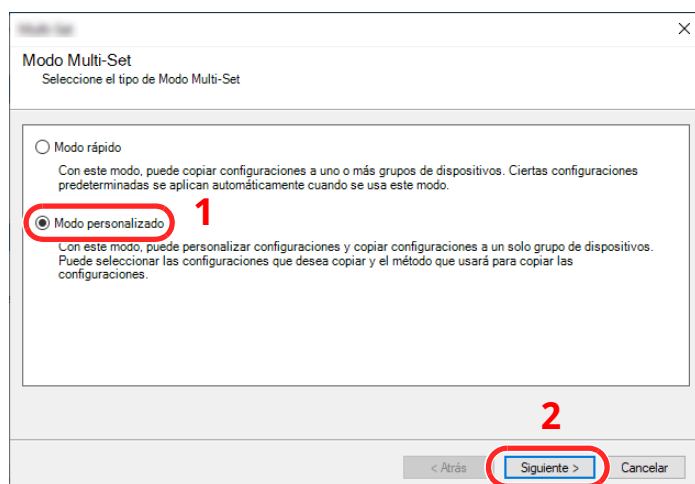 Modo Multi-Set
Seleccione el tipo de Modo Multi-Set
Modo rápido
Con este modo, puede copiar configuraciones a uno o más grupos de dispositivos. Ciertas configuraciones
predeterminadas se aplican automáticamente cuando se usa este modo.
1
Modo personalizado
Con este modo, puede personalizar configuraciones y copiar configuraciones a un solo grupo de dispositivos.
Puede seleccionar las configuraciones que desea copiar y el método que usará para copiar las
configuraciones.
2
< Atrás Siguiente > Cancelar